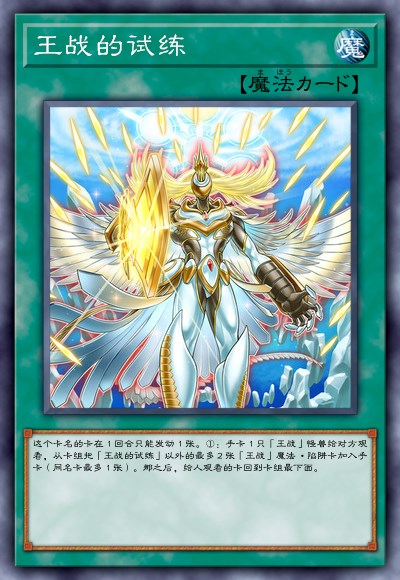 王战的试练
魔
【魔法カード】
ま ほう
这个卡名的卡在1回合只能发动1张。①：手卡1只「王战」怪兽给对方观
看，从卡组把「王战的试练」以外的最多2张「王战」魔法·陷阱卡加入手
卡（同名卡最多1张）。那之后，给人观看的卡回到卡组最下面。